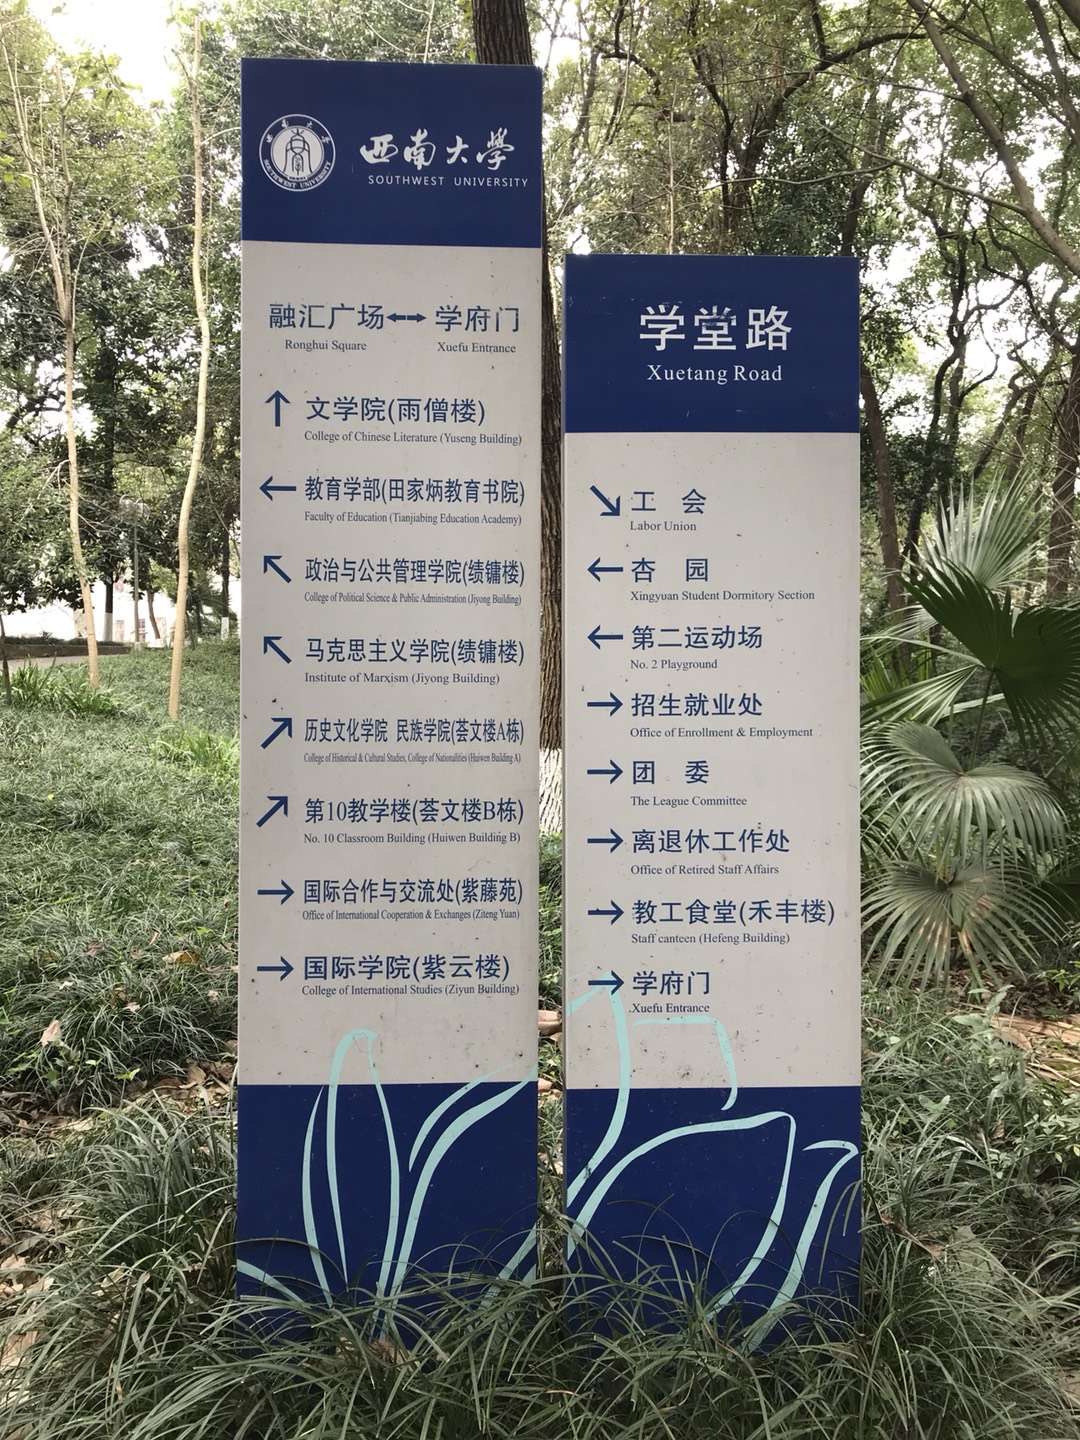 西南大学
SOUTHWEST UNIVERSITY
西南大学
SOUTHWEST UNIVERSITY
融汇广场 ↔ 学府门
Ronghui Square Xuefu Entrance
↑ 文学院(雨僧楼)
College of Chinese Literature (Yuseng Building)
← 教育学部(田家炳教育书院)
Faculty of Education (Tianjiabing Education Academy)
↖ 政治与公共管理学院(绩镛楼)
College of Political Science & Public Administration (Jiyong Building)
↖ 马克思主义学院(绩镛楼)
Institute of Marxism (Jiyong Building)
↗ 历史文化学院 民族学院(荟文楼A栋)
College of Historical & Cultural Studies, College of Nationalities (Huiwen Building A)
↗ 第10教学楼(荟文楼B栋)
No. 10 Classroom Building (Huiwen Building B)
→ 国际合作与交流处(紫藤苑)
Office of International Cooperation & Exchanges (Ziteng Yuan)
→ 国际学院(紫云楼)
College of International Studies (Ziyun Building)
学堂路
Xuetang Road
↘ 工 会
Labor Union
← 杏 园
Xingyuan Student Dormitory Section
← 第二运动场
No. 2 Playground
→ 招生就业处
Office of Enrollment & Employment
→ 团 委
The League Committee
→ 离退休工作处
Office of Retired Staff Affairs
→ 教工食堂(禾丰楼)
Staff canteen (Hefeng Building)
→ 学府门
Xuefu Entrance